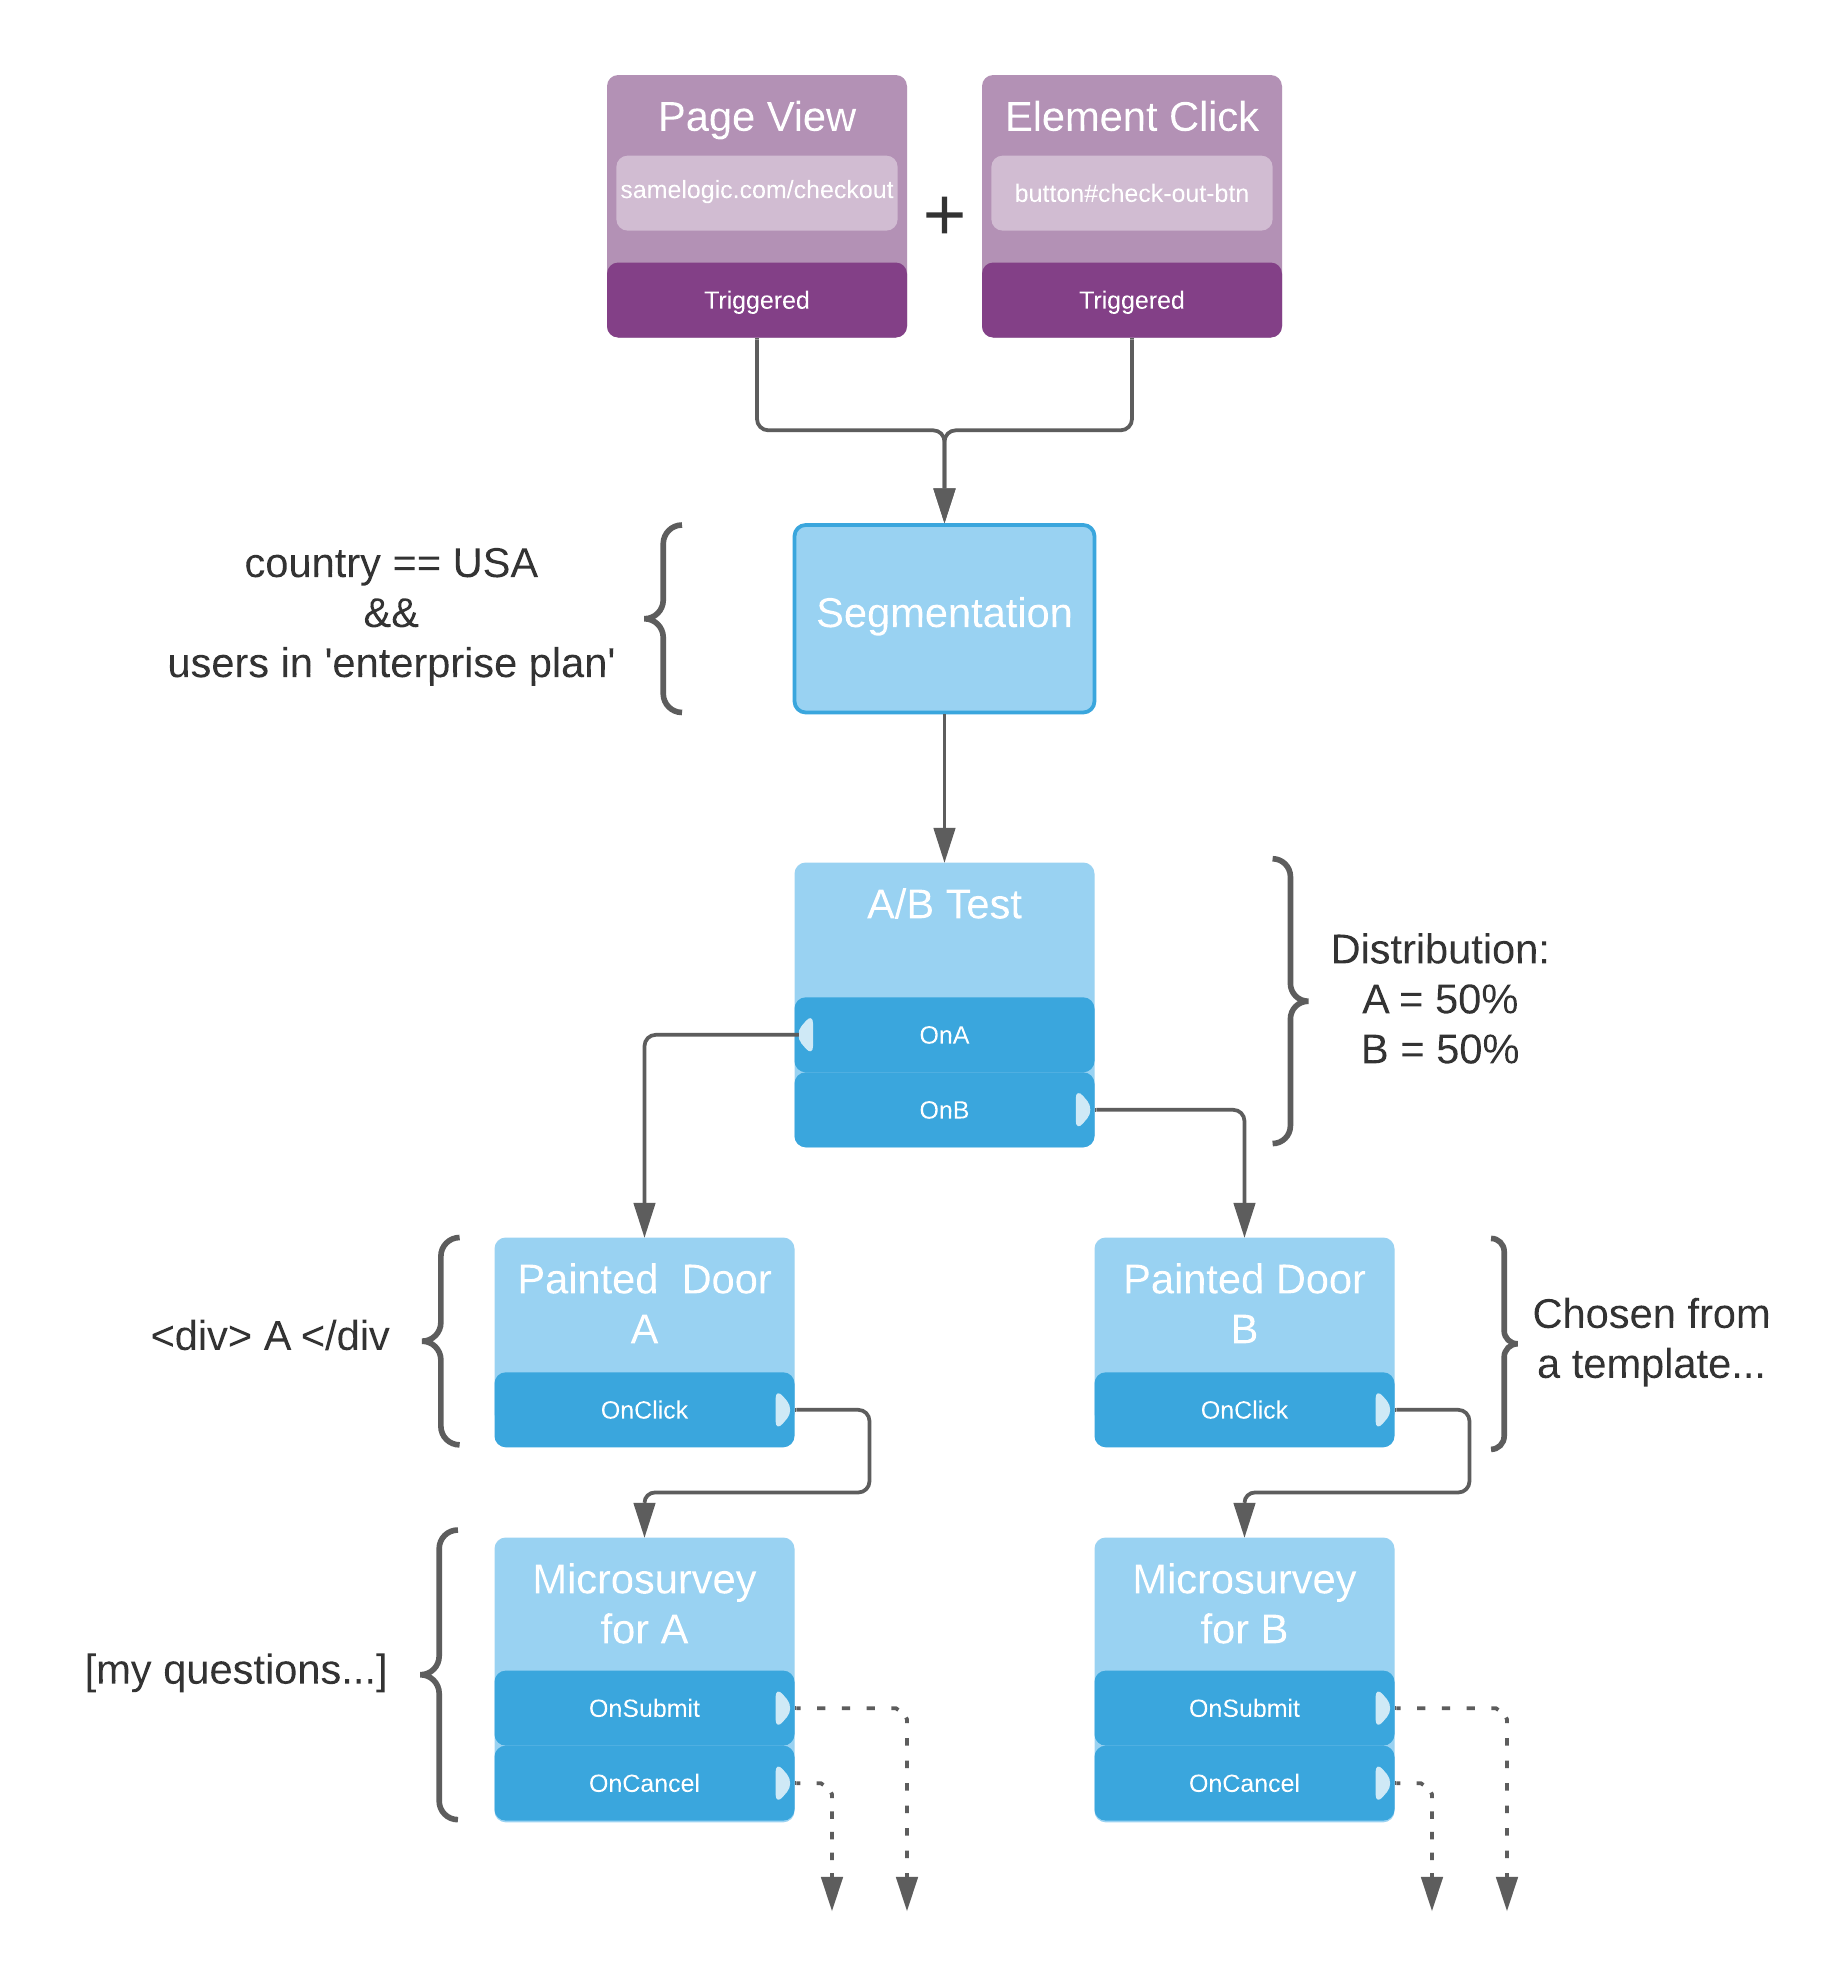 Page View
Element Click
samelogic.com/checkout
+
button#check-out-btn
Triggered
Triggered
country == USA
&&
users in 'enterprise plan'
Segmentation
A/B Test
OnA
OnB
Distribution:
A = 50%
B = 50%
<div> A </div
Painted  Door
A
OnClick
Painted Door
B
OnClick
Chosen from
a template...
[my questions...]
Microsurvey
for A
OnSubmit
OnCancel
Microsurvey
for B
OnSubmit
OnCancel